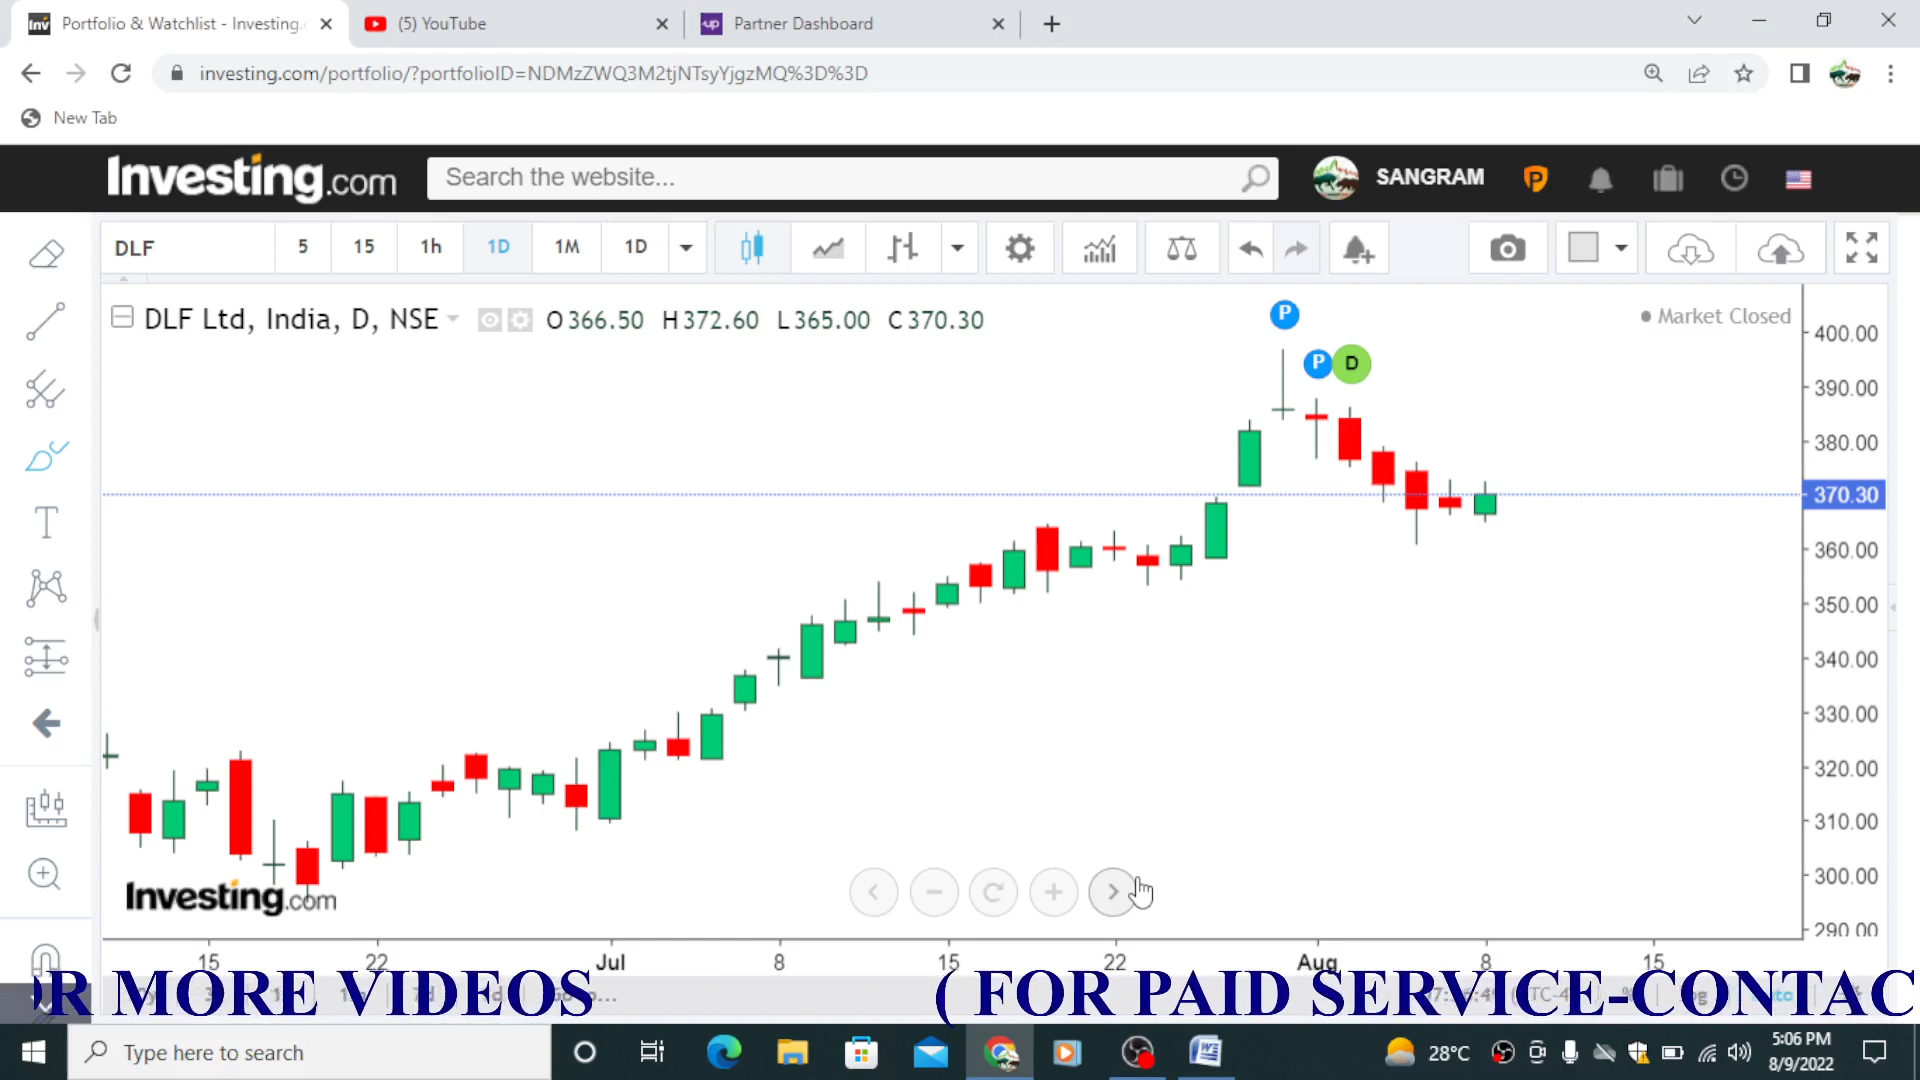 Portfolio & Watchlist - Investing.c
(5) YouTube
Partner Dashboard
investing.com/portfolio/?portfolioID=NDMzZWQ3M2tjNTsyYjgzMQ%3D%3D
New Tab
Investing.com
Search the website...
SANGRAM
DLF
5
15
1h
1D
1M
1D
DLF Ltd, India, D, NSE
O 366.50 H 372.60 L 365.00 C 370.30
Market Closed
P
P
D
400.00
390.00
380.00
370.30
360.00
350.00
340.00
330.00
320.00
310.00
300.00
290.00
Investing.com
15
22
Jul
8
15
22
Aug
8
15
OR MORE VIDEOS
( FOR PAID SERVICE-CONTAC
Type here to search
28°C
5:06 PM
8/9/2022